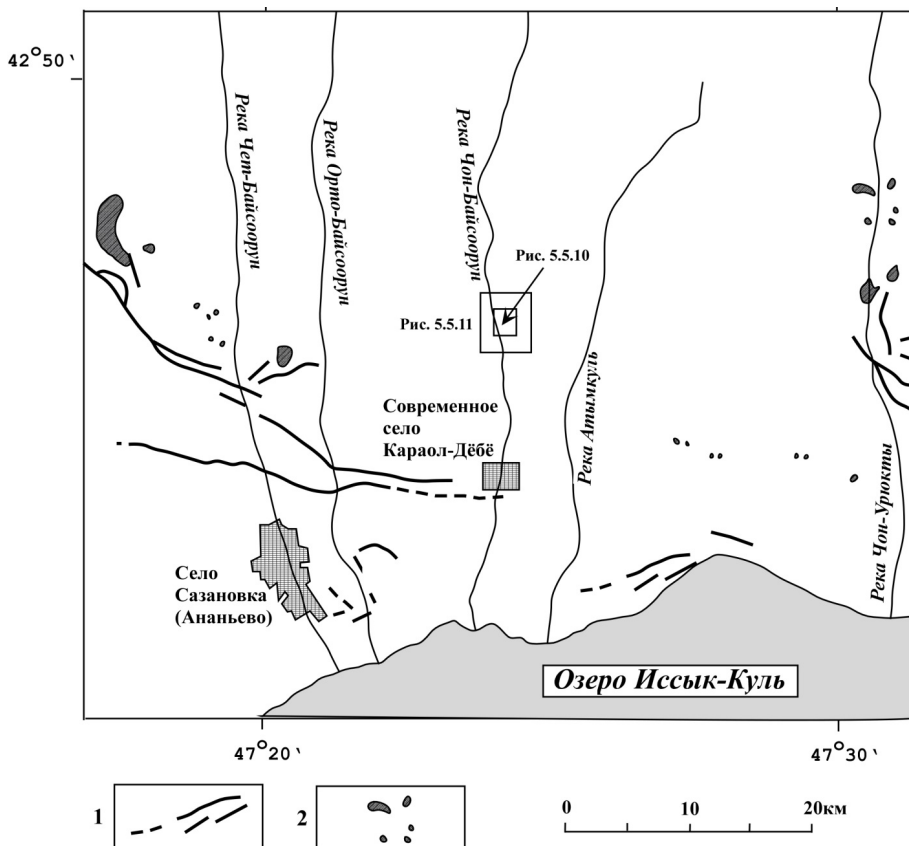 42°50'
Река Чет-Байсоорун
Река Орто-Байсоорун
Река Чон-Байсоорун
Река Атымкуль
Река Чон-Урюкты
Рис. 5.5.10
Рис. 5.5.11
Современное
село
Караол-Дёбё
Село
Сазановка
(Ананьево)
Озеро Иссык-Куль
47°20'
47°30'
1
2
0
10
20км